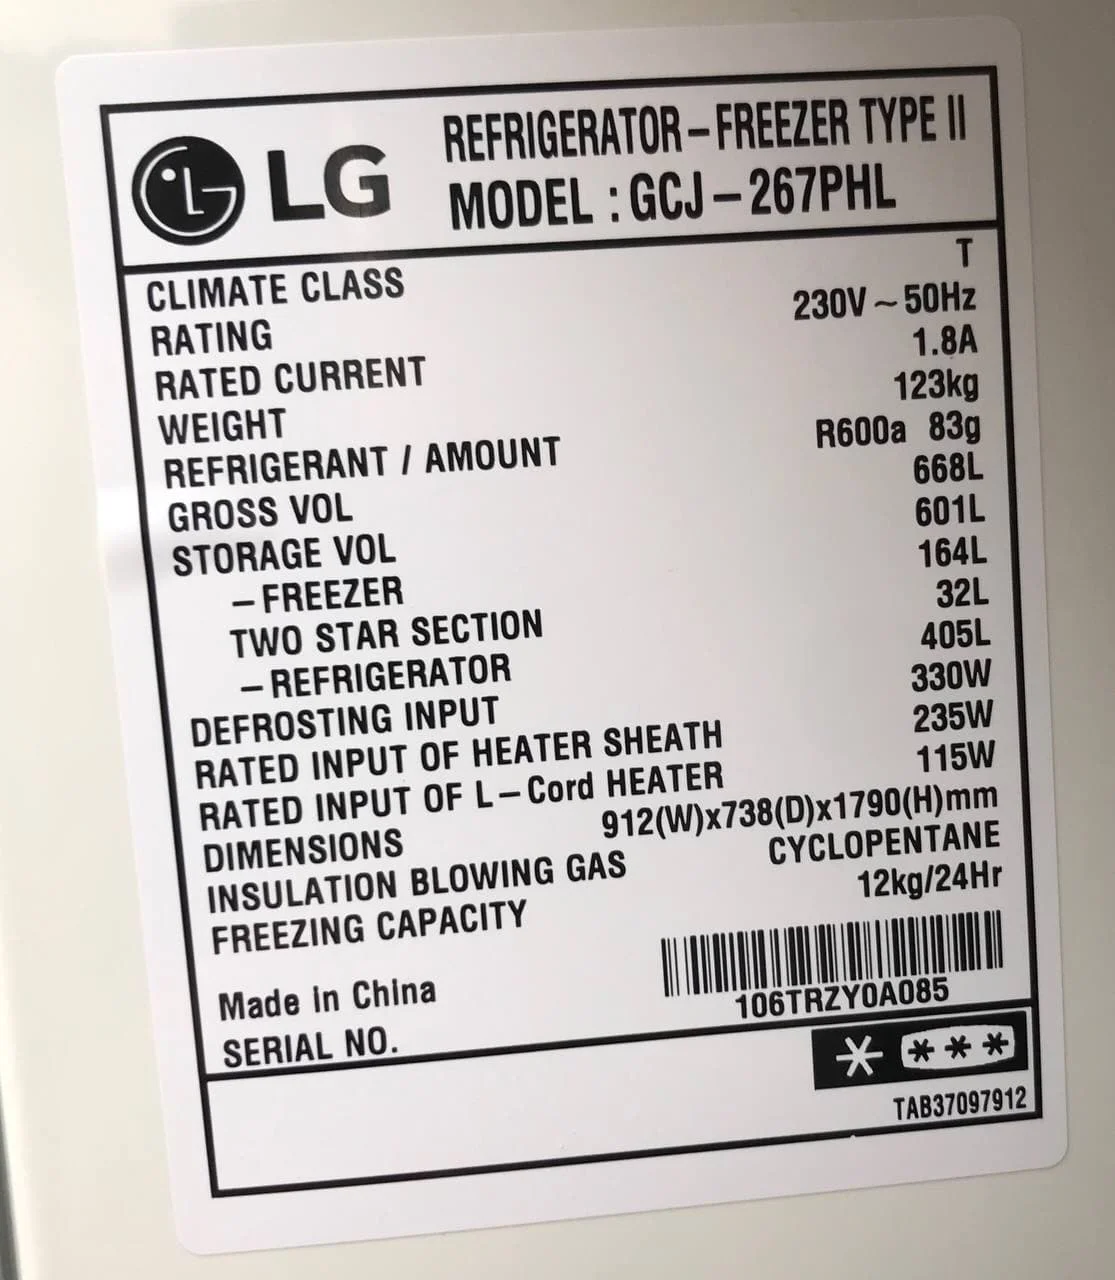 LG
REFRIGERATOR-FREEZER TYPE II
MODEL : GCJ-267PHL
CLIMATE CLASS T
RATING 230V ~ 50Hz
RATED CURRENT 1.8A
WEIGHT 123kg
REFRIGERANT / AMOUNT R600a 83g
GROSS VOL 668L
STORAGE VOL 601L
-FREEZER 164L
TWO STAR SECTION 32L
-REFRIGERATOR 405L
DEFROSTING INPUT 330W
RATED INPUT OF HEATER SHEATH 235W
RATED INPUT OF L-Cord HEATER 115W
DIMENSIONS 912(W)x738(D)x1790(H)mm
INSULATION BLOWING GAS CYCLOPENTANE
FREEZING CAPACITY 12kg/24Hr
Made in China
SERIAL NO. 106TRZY0A085
TAB37097912